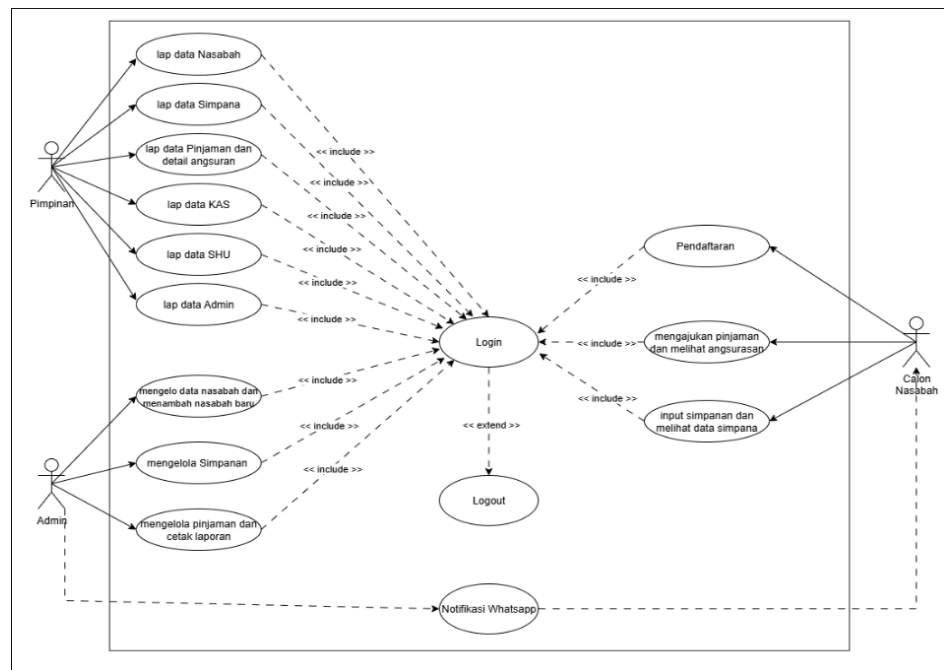 lap data Nasabah
lap data Simpana
lap data Pinjaman dan
detail angsuran
lap data KAS
lap data SHU
lap data Admin
Pimpinan
<< include >>
<< include >>
<< include >>
<< include >>
<< include >>
<< include >>
Login
Pendaftaran
<< include >>
mengajukan pinjaman
dan melihat angsurasan
<< include >>
input simpanan dan
melihat data simpana
<< include >>
Calon
Nasabah
mengelo data nasabah dan
menambah nasabah baru
<< include >>
mengelola Simpanan
<< include >>
mengelola pinjaman dan
cetak laporan
<< include >>
Admin
<< extend >>
Logout
Notifikasi Whatsapp